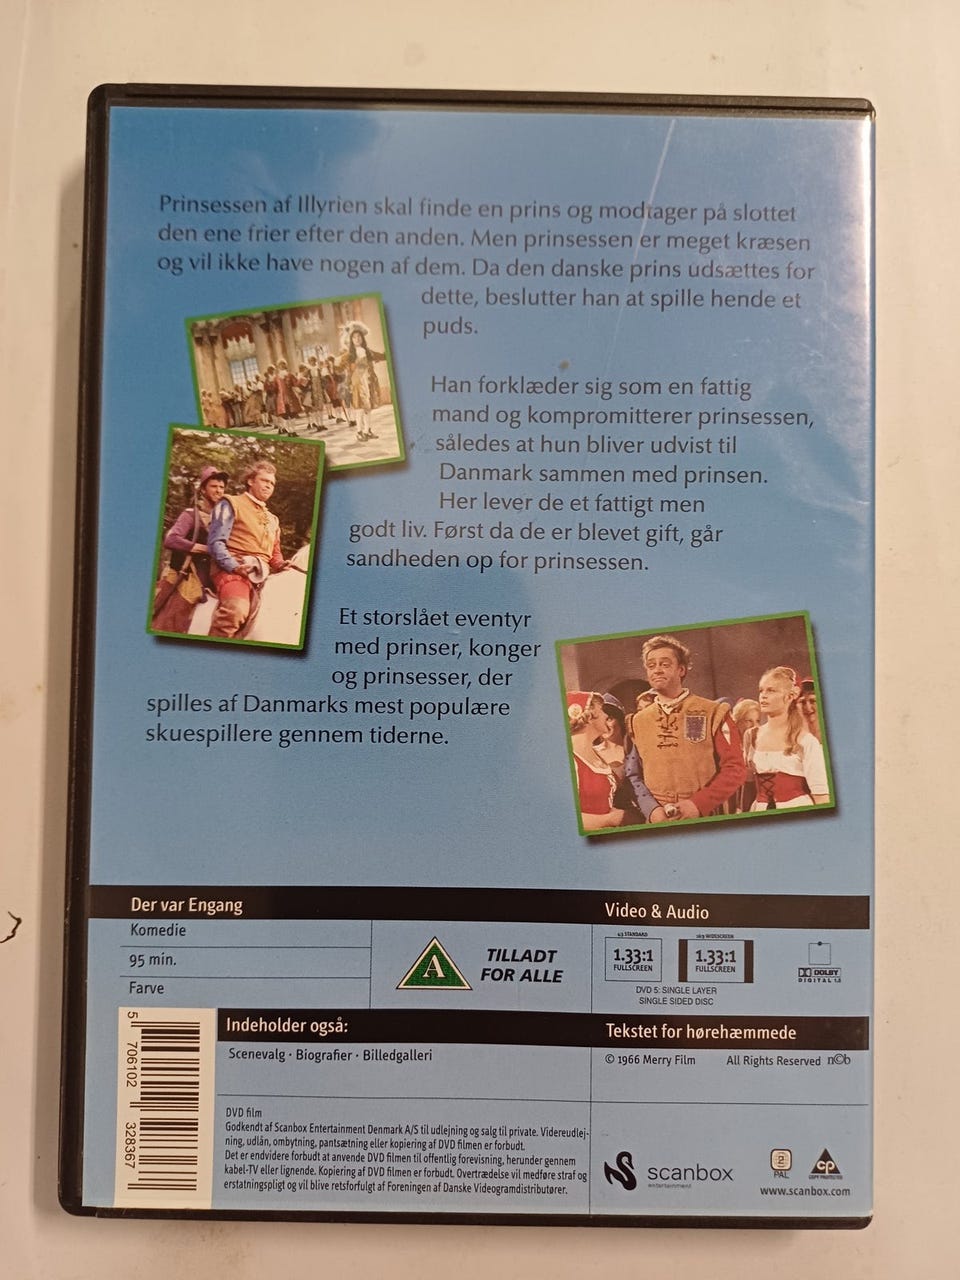 Prinsessen af Illyrien skal finde en prins og modtager på slottet
den ene frier efter den anden. Men prinsessen er meget kræsen
og vil ikke have nogen af dem. Da den danske prins udsættes for
dette, beslutter han at spille hende et
puds.
Han forklæder sig som en fattig
mand og kompromitterer prinsessen,
således at hun bliver udvist til
Danmark sammen med prinsen.
Her lever de et fattigt men
godt liv. Først da de er blevet gift, går
sandheden op for prinsessen.
Et storslået eventyr
med prinser, konger
og prinsesser, der
spilles af Danmarks mest populære
skuespillere gennem tiderne.
Der var Engang
Komedie
95 min.
Farve
A
TILLADT
FOR ALLE
Video & Audio
4:3 STANDARD
1.33:1
FULLSCREEN
16:9 WIDESCREEN
1.33:1
FULLSCREEN
DVD 5: SINGLE LAYER
SINGLE SIDED DISC
DOLBY
DIGITAL 1.0
5 706102 328367
Indeholder også:
Scenevalg · Biografier · Billedgalleri
Tekstet for hørehæmmede
© 1966 Merry Film All Rights Reserved n©b
DVD film
Godkendt af Scanbox Entertainment Denmark A/S til udlejning og salg til private. Videreudlej-
ning, udlån, ombytning, pantsætning eller kopiering af DVD filmen er forbudt.
Det er endvidere forbudt at anvende DVD filmen til offentlig forevisning, herunder gennem
kabel-TV eller lignende. Kopiering af DVD filmen er forbudt. Overtrædelse vil medføre straf og
erstatningspligt og vil blive retsforfulgt af Foreningen af Danske Videogramdistributører.
scanbox
entertainment
2
PAL
CP
COPY PROTECTED
www.scanbox.com